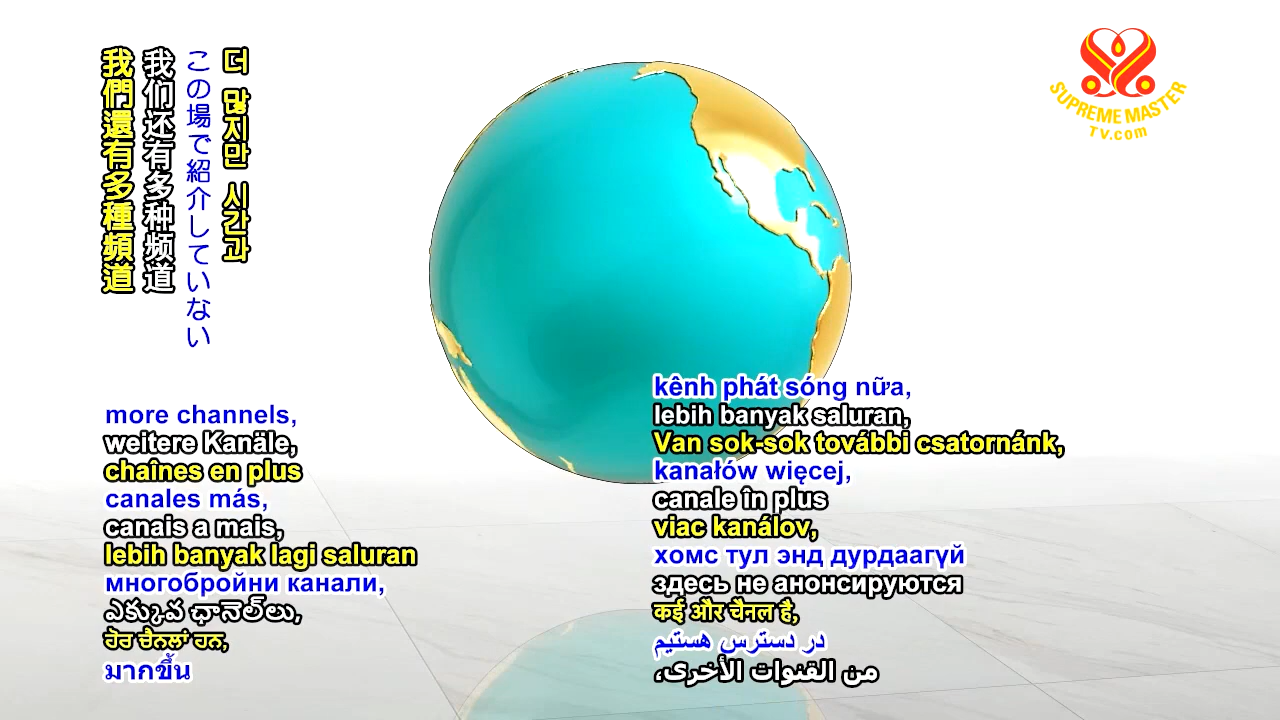 我們還有多種頻道
我们还有多种频道
この場で紹介していない
더 많지만 시간과
SUPREME MASTER
TV.com
more channels,
weitere Kanäle,
chaînes en plus
canales más,
canais a mais,
lebih banyak lagi saluran
многобройни канали,
ఎక్కువ ఛానెల్‌లు,
ਹੋਰ ਚੈਨਲਾਂ ਹਨ,
มากขึ้น
kênh phát sóng nữa,
lebih banyak saluran,
Van sok-sok további csatornánk,
kanałów więcej,
canale în plus
viac kanálov,
хомс тул энд дурдаагүй
здесь не анонсируются
कई और चैनल है,
در دسترس هستیم
من القنوات الأخرى،